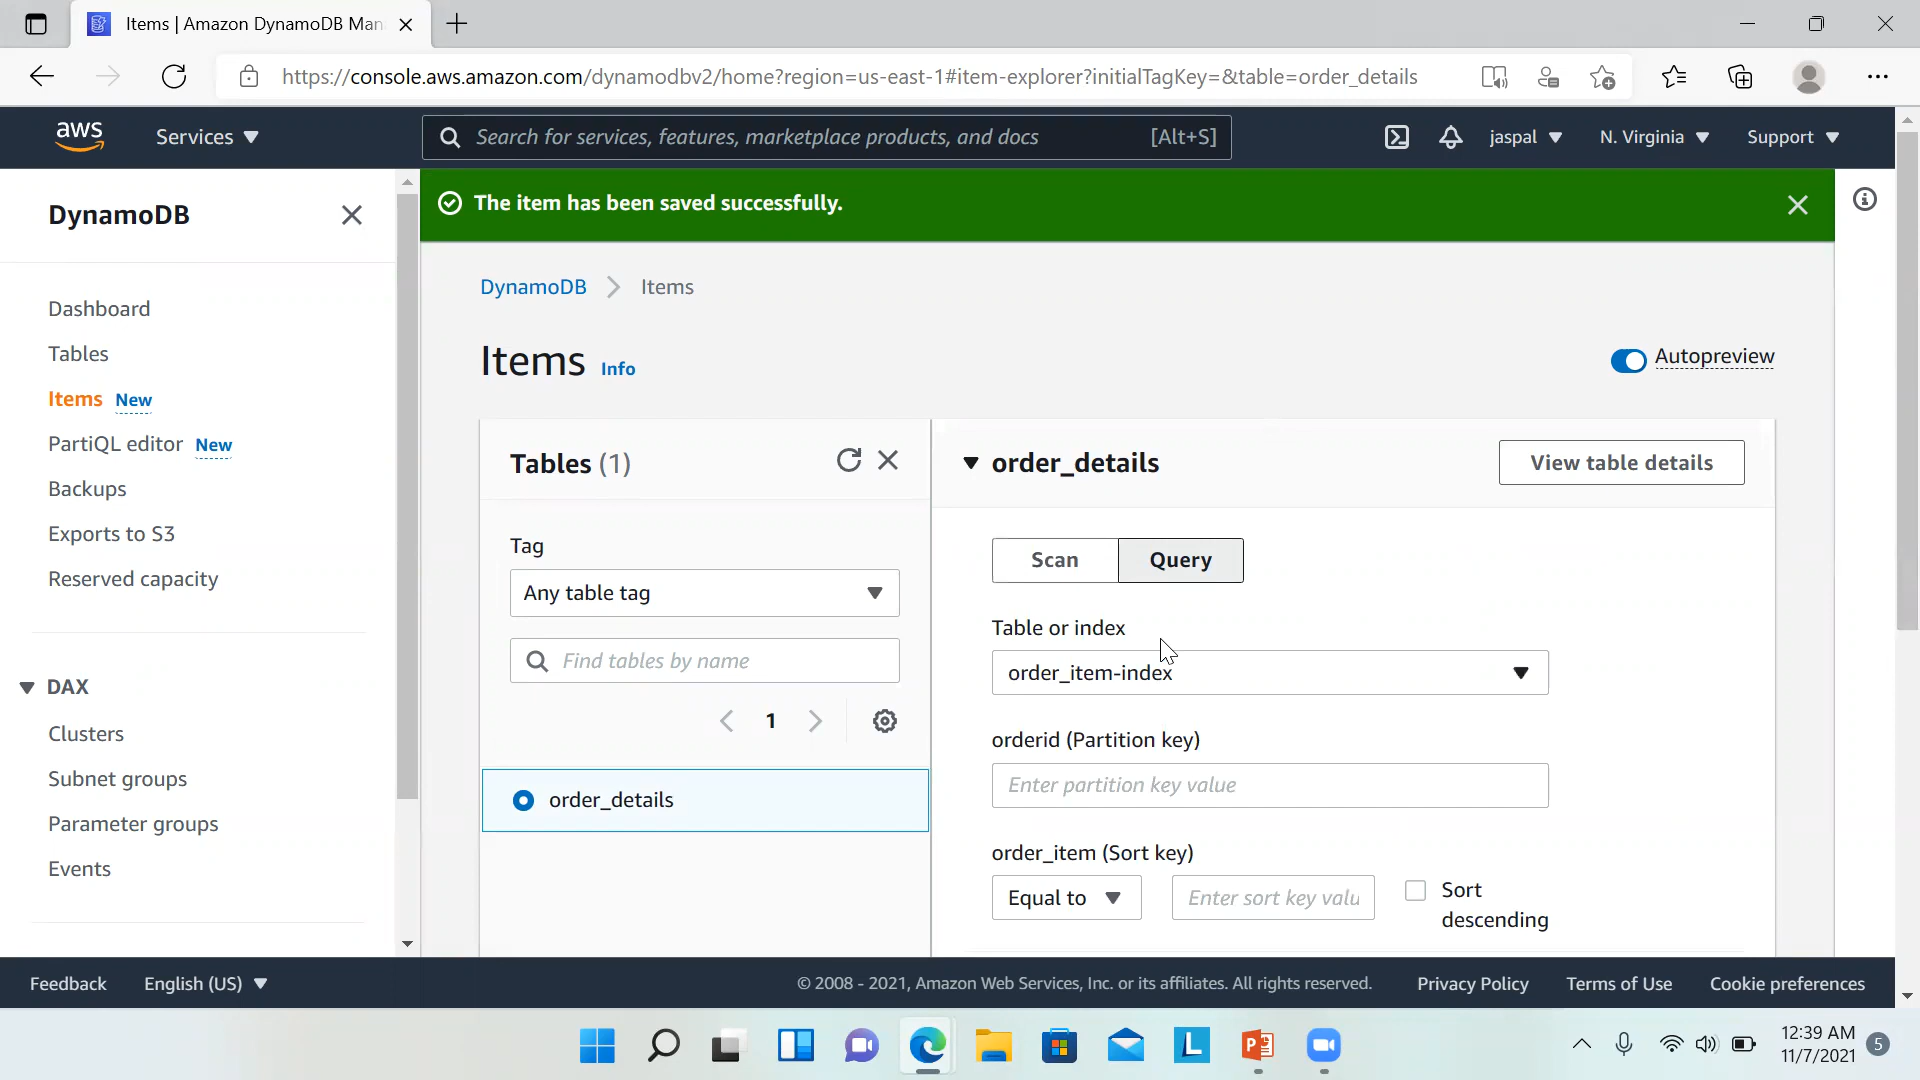 Items | Amazon DynamoDB Man
https://console.aws.amazon.com/dynamodbv2/home?region=us-east-1#item-explorer?initialTagKey=&table=order_details
aws
Services
Search for services, features, marketplace products, and docs
[Alt+S]
jaspal
N. Virginia
Support
DynamoDB
The item has been saved successfully.
DynamoDB
Items
Dashboard
Tables
Items New
PartiQL editor New
Backups
Exports to S3
Reserved capacity
DAX
Clusters
Subnet groups
Parameter groups
Events
Items Info
Autopreview
Tables (1)
Tag
Any table tag
Find tables by name
1
order_details
order_details
View table details
Scan
Query
Table or index
order_item-index
orderid (Partition key)
Enter partition key value
order_item (Sort key)
Equal to
Enter sort key valu
Sort
descending
Feedback
English (US)
© 2008 - 2021, Amazon Web Services, Inc. or its affiliates. All rights reserved.
Privacy Policy
Terms of Use
Cookie preferences
L
12:39 AM
11/7/2021
5